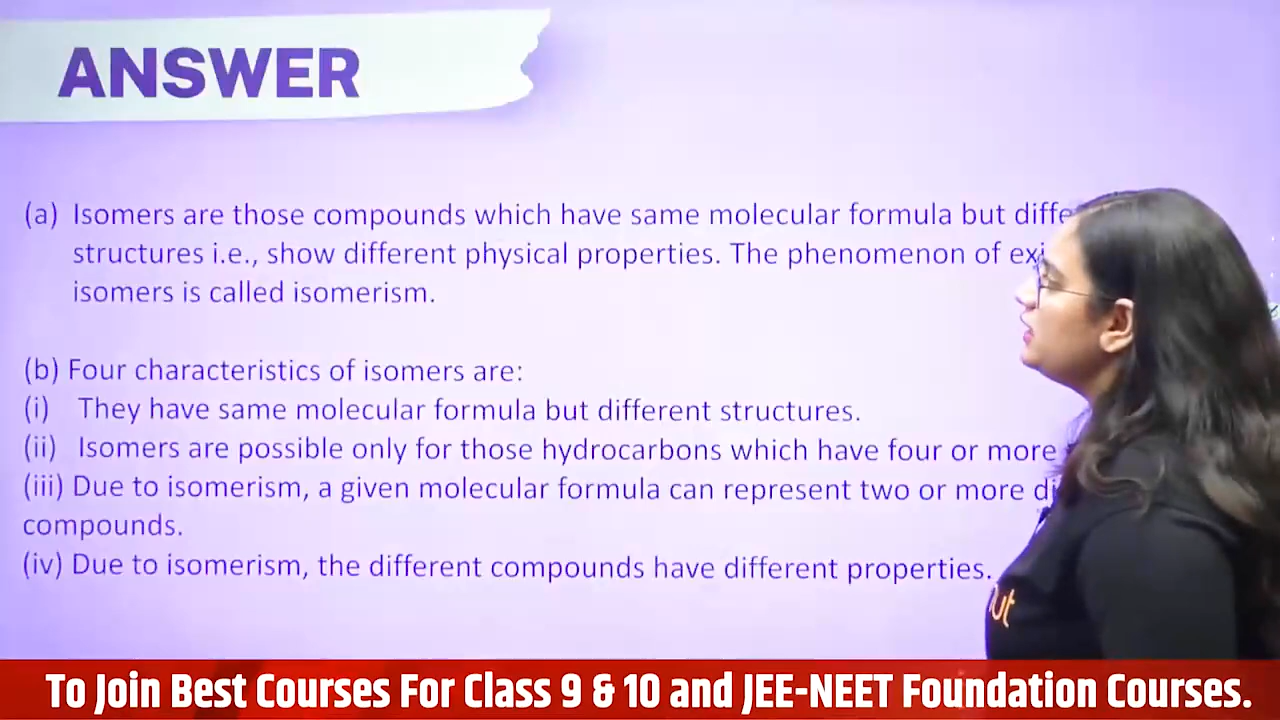 ANSWER
(a) Isomers are those compounds which have same molecular formula but
structures i.e., show different physical properties. The phenomenon of
isomers is called isomerism.
(b) Four characteristics of isomers are:
(i) They have same molecular formula but different structures.
(ii) Isomers are possible only for those hydrocarbons which have four or more
(iii) Due to isomerism, a given molecular formula can represent two or more
compounds.
(iv) Due to isomerism, the different compounds have different properties.
To Join Best Courses For Class 9 & 10 and JEE-NEET Foundation Courses.